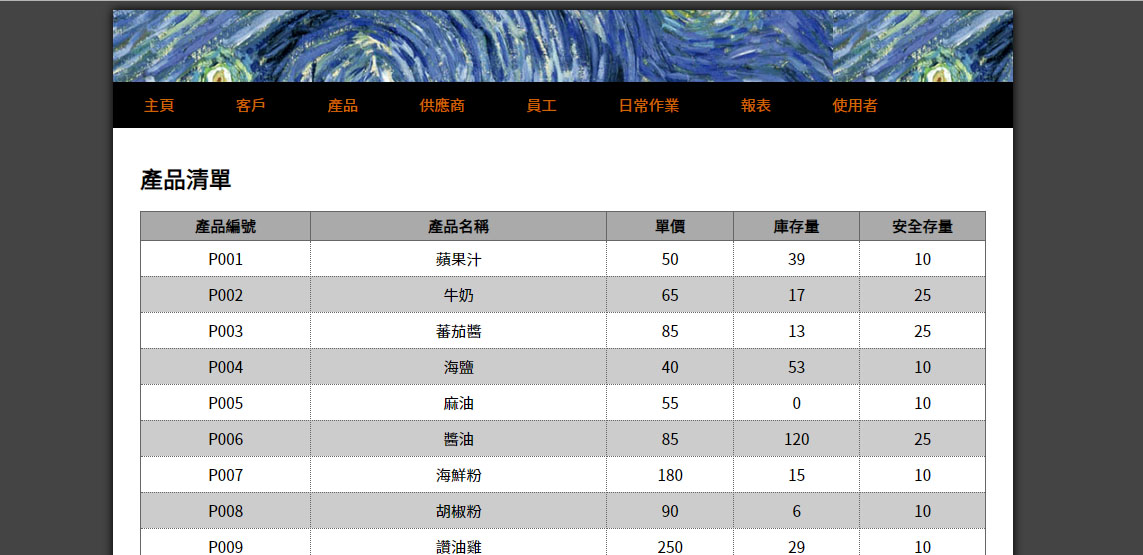 主頁 客戶 產品 供應商 員工 日常作業 報表 使用者
產品清單
產品編號 產品名稱 單價 庫存量 安全存量
P001 蘋果汁 50 39 10
P002 牛奶 65 17 25
P003 蕃茄醬 85 13 25
P004 海鹽 40 53 10
P005 麻油 55 0 10
P006 醬油 85 120 25
P007 海鮮粉 180 15 10
P008 胡椒粉 90 6 10
P009 讚油雞 250 29 10